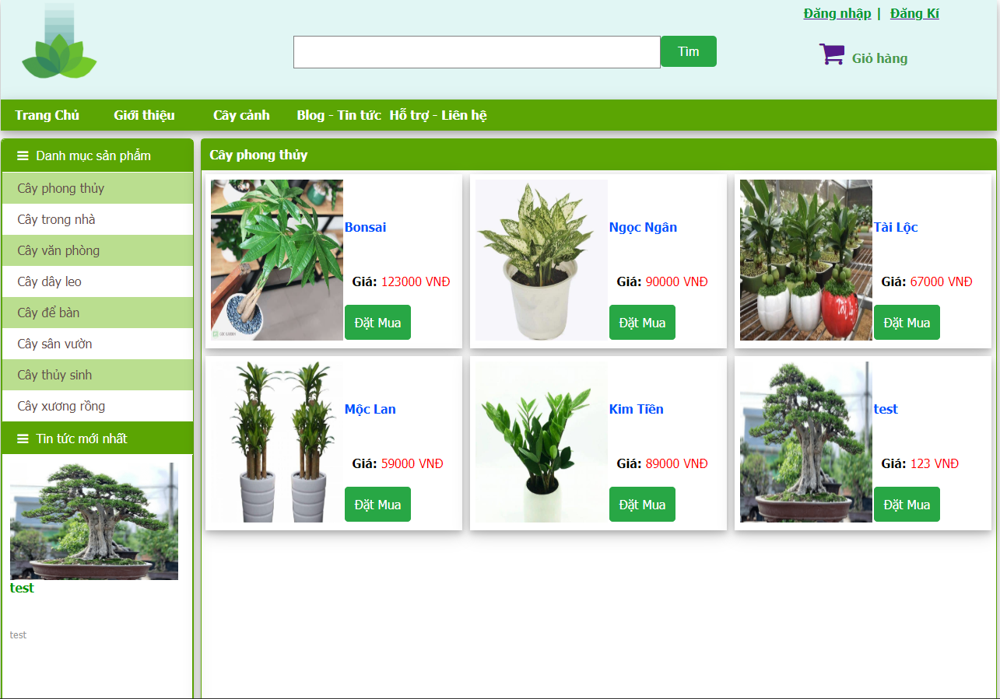 Đăng nhập | Đăng Kí
Tìm
Giỏ hàng
Trang Chủ Giới thiệu Cây cảnh Blog - Tin tức Hỗ trợ - Liên hệ
Danh mục sản phẩm
Cây phong thủy
Cây trong nhà
Cây văn phòng
Cây dây leo
Cây để bàn
Cây sân vườn
Cây thủy sinh
Cây xương rồng
Tin tức mới nhất
test
test
Cây phong thủy
Bonsai
Giá: 123000 VNĐ
Đặt Mua
Ngọc Ngân
Giá: 90000 VNĐ
Đặt Mua
Tài Lộc
Giá: 67000 VNĐ
Đặt Mua
Mộc Lan
Giá: 59000 VNĐ
Đặt Mua
Kim Tiền
Giá: 89000 VNĐ
Đặt Mua
test
Giá: 123 VNĐ
Đặt Mua